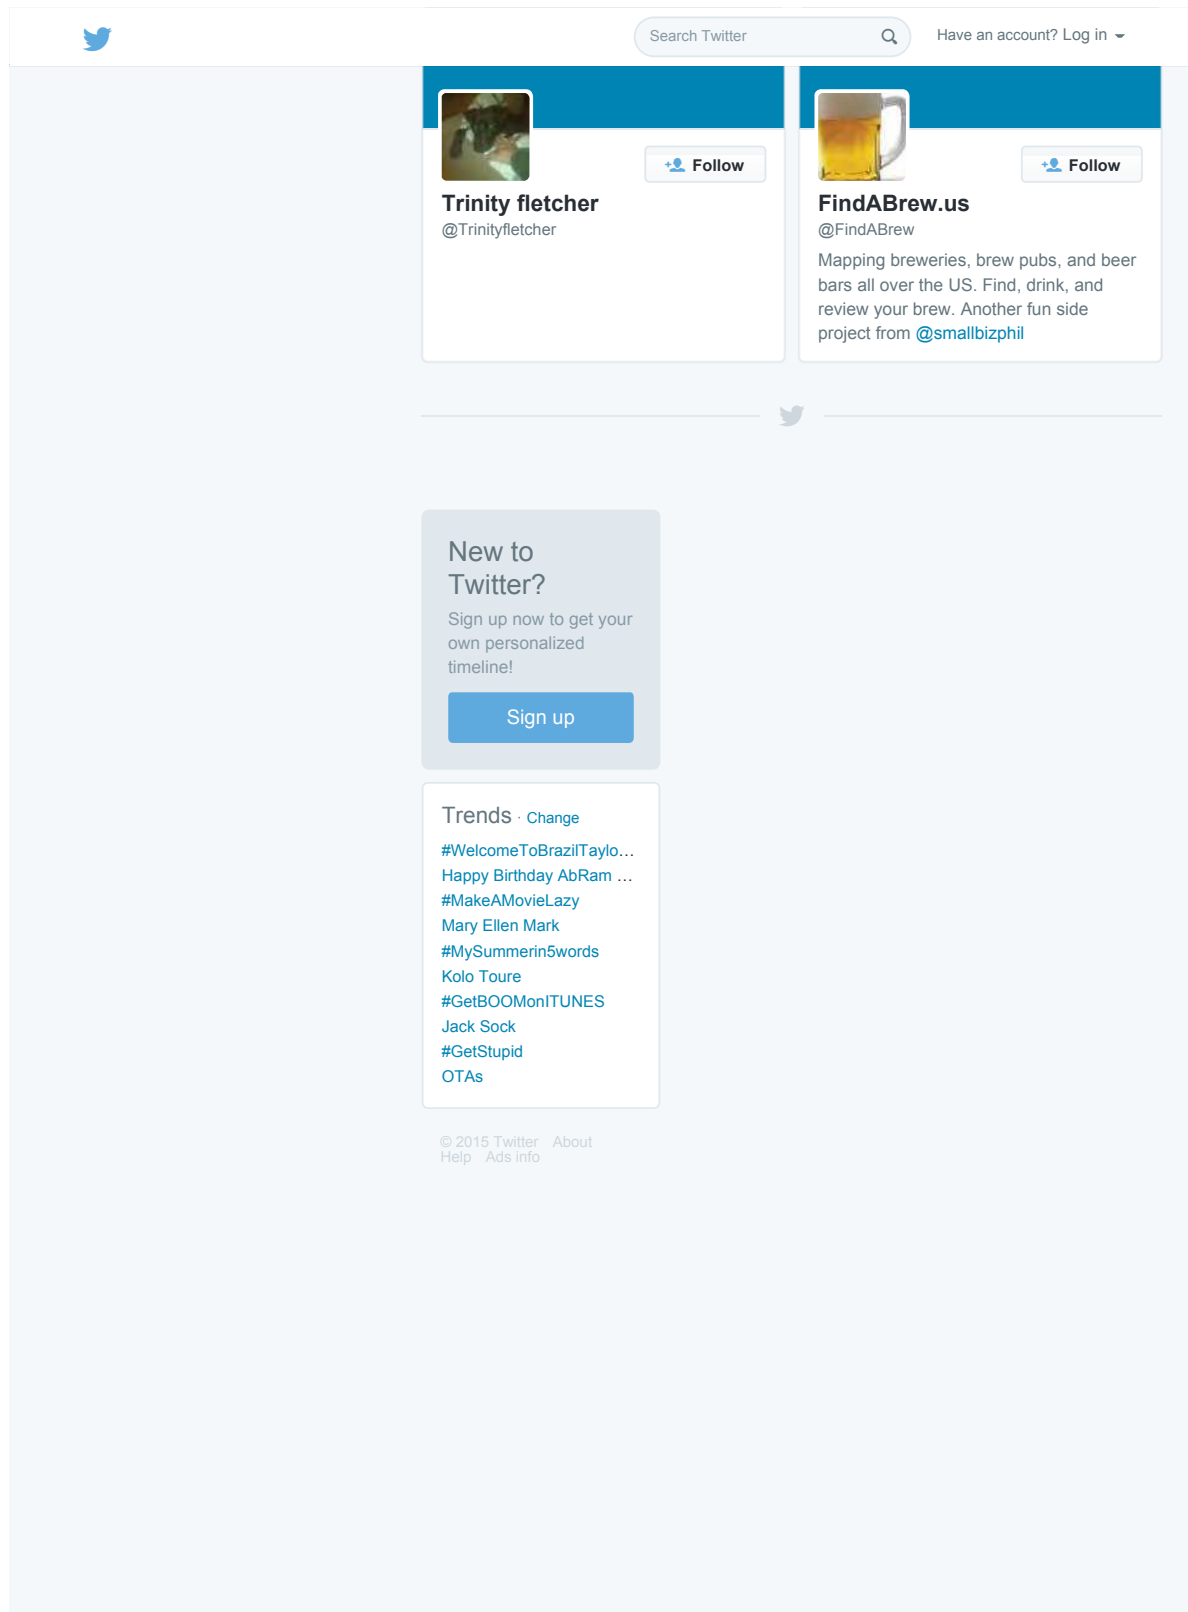 Search Twitter
Have an account? Log in
Follow
Trinity fletcher
@Trinityfletcher
Follow
FindABrew.us
@FindABrew
Mapping breweries, brew pubs, and beer
bars all over the US. Find, drink, and
review your brew. Another fun side
project from @smallbizphil
New to
Twitter?
Sign up now to get your
own personalized
timeline!
Sign up
Trends · Change
#WelcomeToBrazilTaylo…
Happy Birthday AbRam …
#MakeAMovieLazy
Mary Ellen Mark
#MySummerin5words
Kolo Toure
#GetBOOMonITUNES
Jack Sock
#GetStupid
OTAs
© 2015 Twitter About
Help Ads info